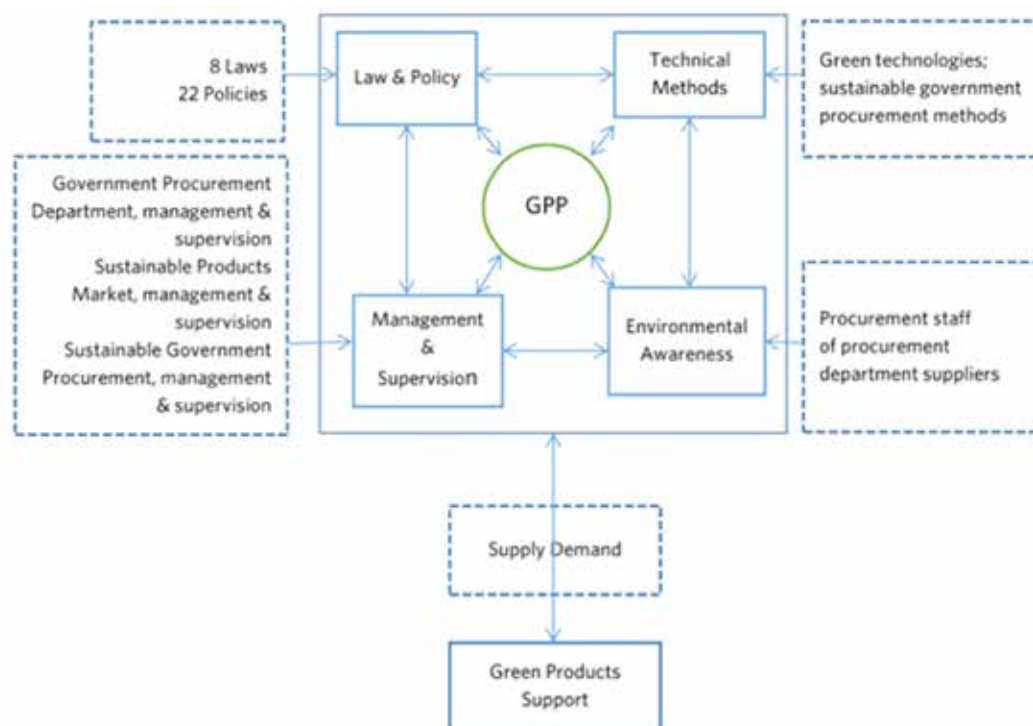 8 Laws
22 Policies
Law & Policy
Technical
Methods
Green technologies;
sustainable government
procurement methods
GPP
Government Procurement
Department, management &
supervision
Sustainable Products
Market, management &
supervision
Sustainable Government
Procurement, management
& supervision
Management
&
Supervision
Environmental
Awareness
Procurement staff
of procurement
department suppliers
Supply Demand
Green Products
Support